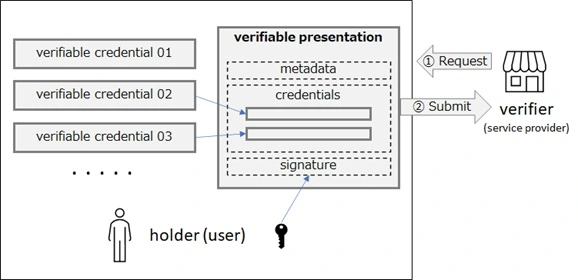 verifiable credential 01
verifiable credential 02
verifiable credential 03
. . . . .
verifiable presentation
metadata
credentials
signature
holder (user)
① Request
② Submit
verifier
(service provider)